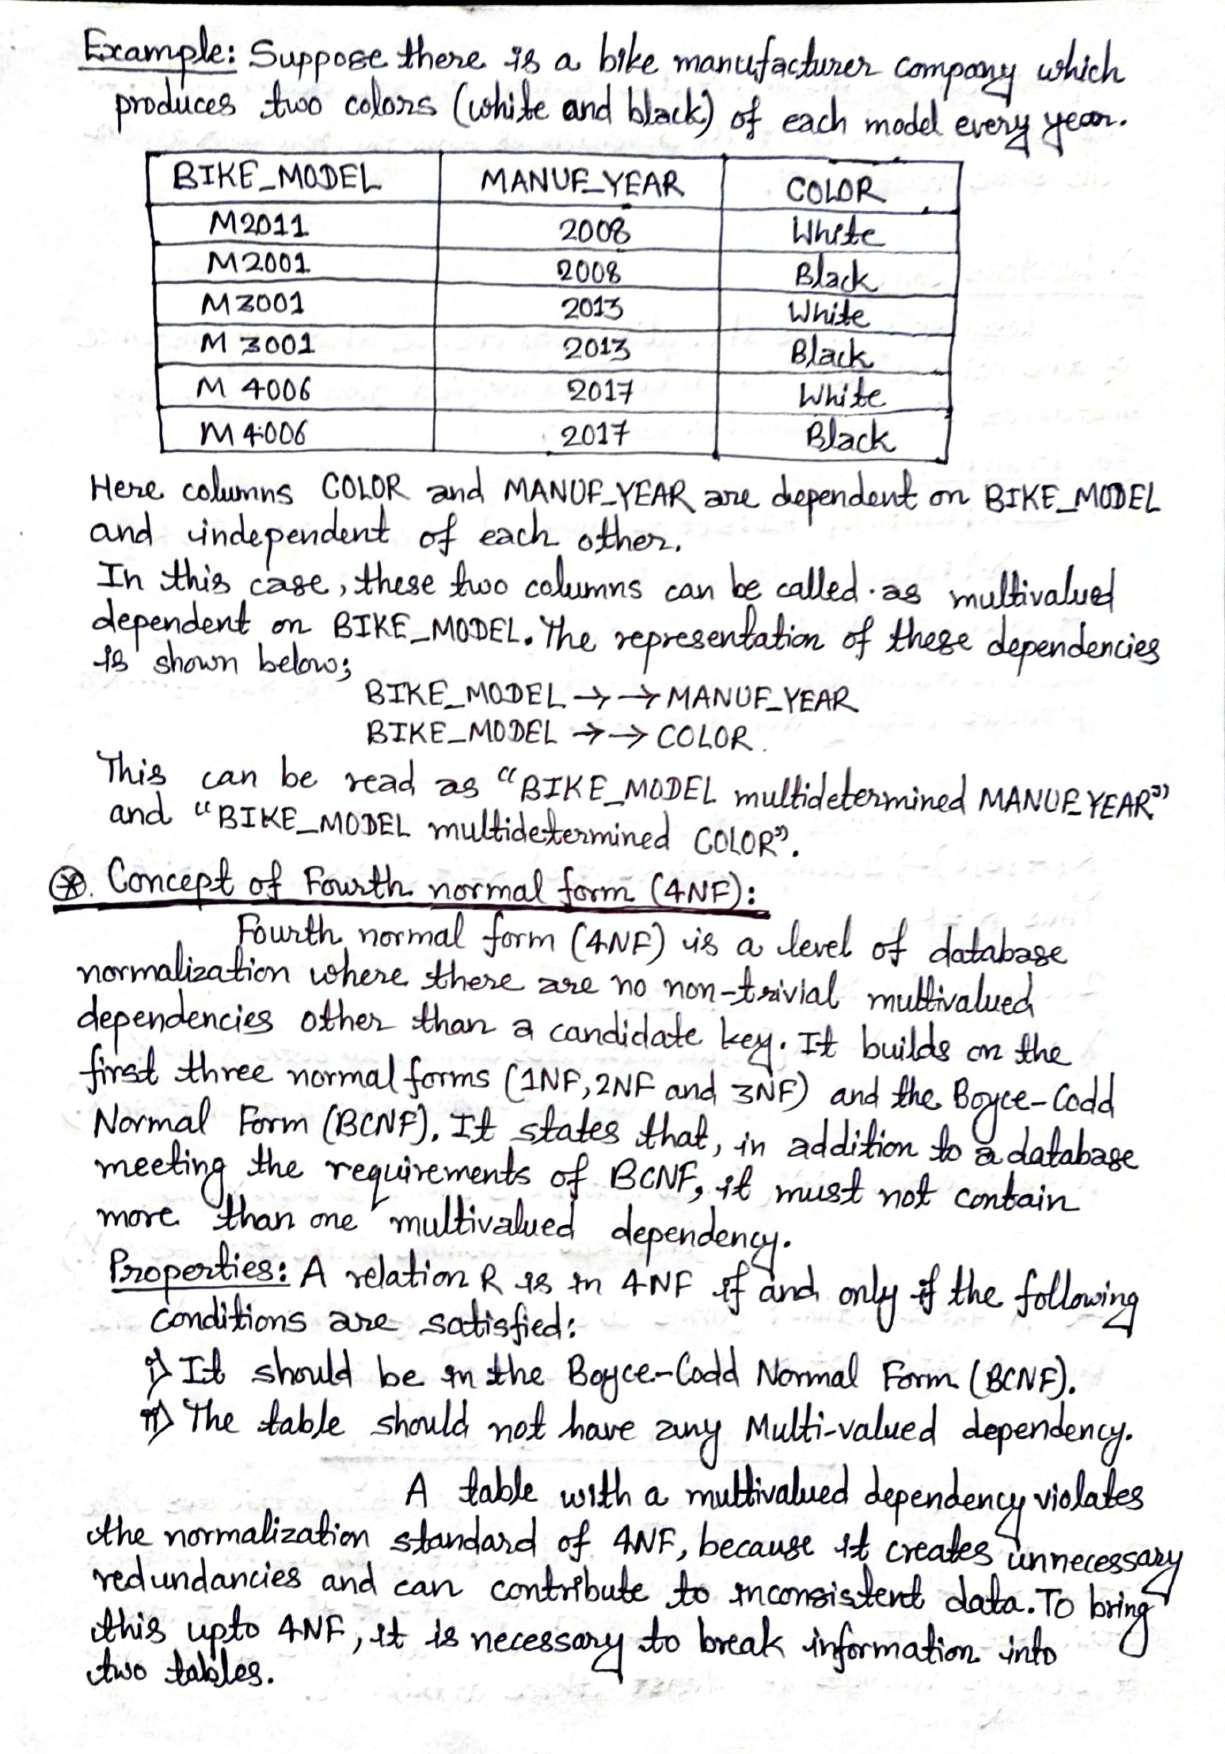 Example: Suppose there is a bike manufacturer company which
produces two colors (white and black) of each model every year.
BIKE_MODEL MANUF_YEAR COLOR
M2011 2008 White
M2001 2008 Black
M3001 2013 White
M 3001 2013 Black
M 4006 2017 White
M4006 2017 Black
Here columns COLOR and MANUF_YEAR are dependent on BIKE_MODEL
and independent of each other.
In this case, these two columns can be called as multivalued
dependent on BIKE_MODEL. The representation of these dependencies
is shown below;
BIKE_MODEL →→ MANUF_YEAR
BIKE_MODEL →→ COLOR.
This can be read as "BIKE_MODEL multidetermined MANUF_YEAR"
and "BIKE_MODEL multidetermined COLOR".
⊛. Concept of Fourth normal form (4NF):
Fourth normal form (4NF) is a level of database
normalization where there are no non-trivial multivalued
dependencies other than a candidate key. It builds on the
first three normal forms (1NF, 2NF and 3NF) and the Boyce-Codd
Normal Form (BCNF). It states that, in addition to a database
meeting the requirements of BCNF, it must not contain
more than one multivalued dependency.
Properties: A relation R is in 4NF if and only if the following
conditions are satisfied:
i) It should be in the Boyce-Codd Normal Form (BCNF).
ii) The table should not have any Multi-valued dependency.
A table with a multivalued dependency violates
the normalization standard of 4NF, because it creates unnecessary
redundancies and can contribute to inconsistent data. To bring
this upto 4NF, it is necessary to break information into
two tables.